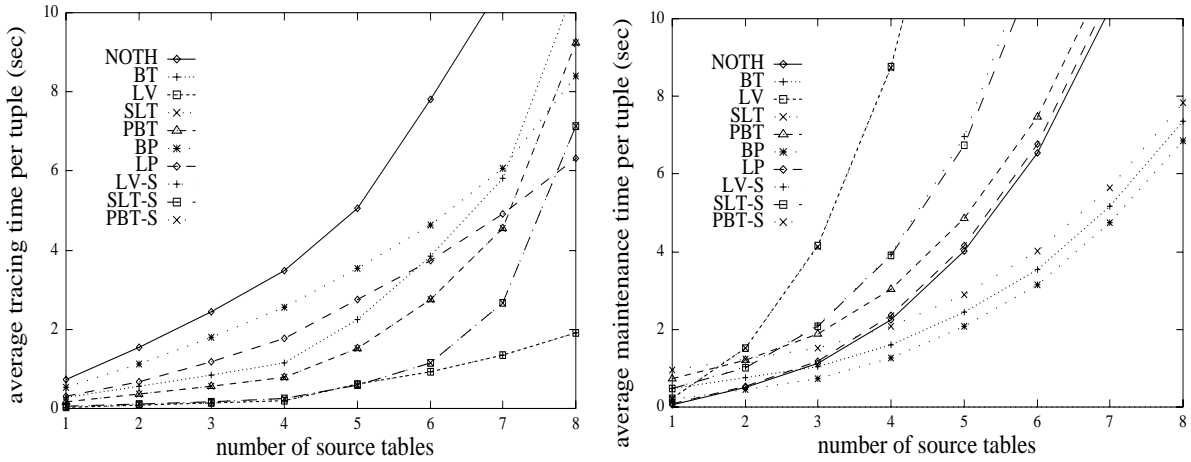 average tracing time per tuple (sec)
10
8
6
4
2
0
NOTH
BT
LV
SLT
PBT
BP
LP
LV-S
SLT-S
PBT-S
1 2 3 4 5 6 7 8
number of source tables
average maintenance time per tuple (sec)
10
8
6
4
2
0
NOTH
BT
LV
SLT
PBT
BP
LP
LV-S
SLT-S
PBT-S
1 2 3 4 5 6 7 8
number of source tables